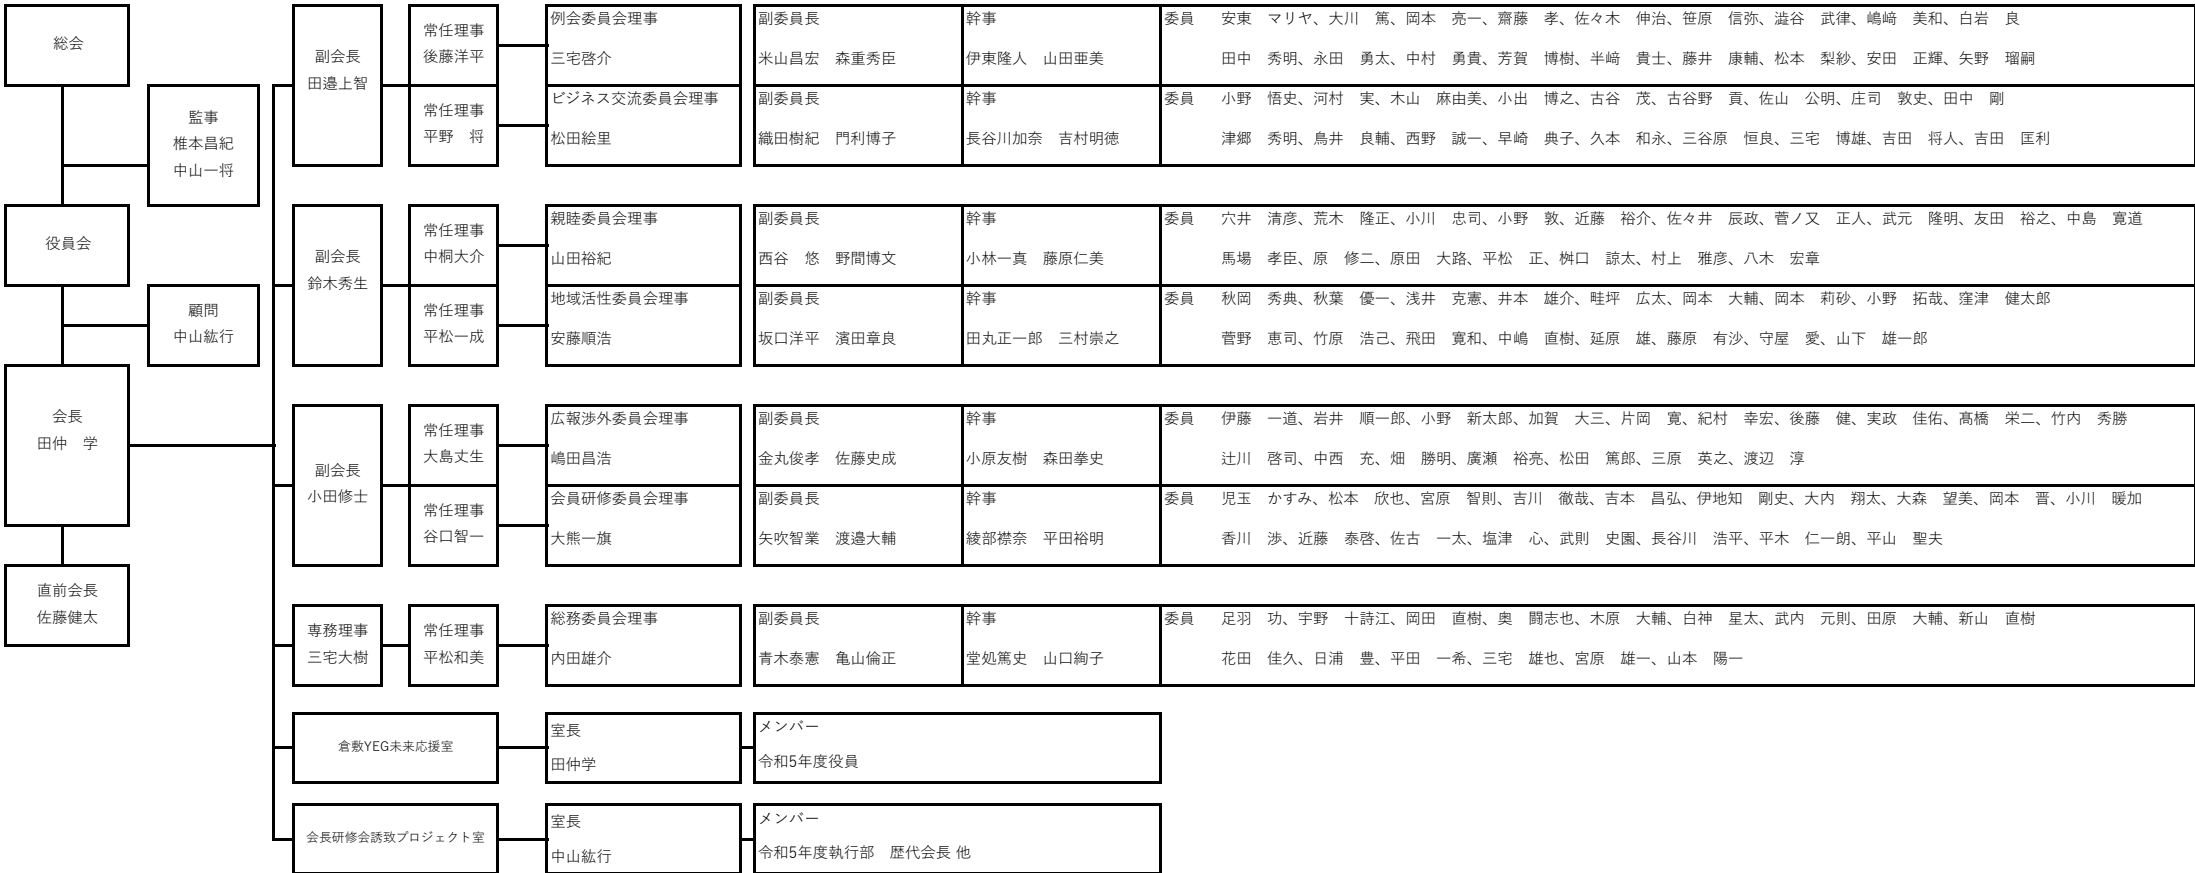 総会
監事
椎本昌紀
中山一将
役員会
顧問
中山紘行
会長
田仲　学
直前会長
佐藤健太
副会長
田邉上智
常任理事
後藤洋平
例会委員会理事
三宅啓介
副委員長
米山昌宏　森重秀臣
幹事
伊東隆人　山田亜美
委員　安東　マリヤ、大川　篤、岡本　亮一、齋藤　孝、佐々木　伸治、笹原　信弥、澁谷　武律、嶋﨑　美和、白岩　良
田中　秀明、永田　勇太、中村　勇貴、芳賀　博樹、半﨑　貴士、藤井　康輔、松本　梨紗、安田　正輝、矢野　瑠嗣
常任理事
平野　将
ビジネス交流委員会理事
松田絵里
副委員長
織田樹紀　門利博子
幹事
長谷川加奈　吉村明徳
委員　小野　悟史、河村　実、木山　麻由美、小出　博之、古谷　茂、古谷野　貢、佐山　公明、庄司　敦史、田中　剛
津郷　秀明、鳥井　良輔、西野　誠一、早崎　典子、久本　和永、三谷原　恒良、三宅　博雄、吉田　将人、吉田　匡利
副会長
鈴木秀生
常任理事
中桐大介
親睦委員会理事
山田裕紀
副委員長
西谷　悠　野間博文
幹事
小林一真　藤原仁美
委員　穴井　清彦、荒木　隆正、小川　忠司、小野　敦、近藤　裕介、佐々井　辰政、菅ノ又　正人、武元　隆明、友田　裕之、中島　寛道
馬場　孝臣、原　修二、原田　大路、平松　正、桝口　諒太、村上　雅彦、八木　宏章
常任理事
平松一成
地域活性委員会理事
安藤順浩
副委員長
坂口洋平　濱田章良
幹事
田丸正一郎　三村崇之
委員　秋岡　秀典、秋葉　優一、浅井　克憲、井本　雄介、畦坪　広太、岡本　大輔、岡本　莉砂、小野　拓哉、窪津　健太郎
菅野　恵司、竹原　浩己、飛田　寛和、中嶋　直樹、延原　雄、藤原　有沙、守屋　愛、山下　雄一郎
副会長
小田修士
常任理事
大島丈生
広報渉外委員会理事
嶋田昌浩
副委員長
金丸俊孝　佐藤史成
幹事
小原友樹　森田拳史
委員　伊藤　一道、岩井　順一郎、小野　新太郎、加賀　大三、片岡　寛、紀村　幸宏、後藤　健、実政　佳佑、髙橋　栄二、竹内　秀勝
辻川　啓司、中西　充、畑　勝明、廣瀬　裕亮、松田　篤郎、三原　英之、渡辺　淳
常任理事
谷口智一
会員研修委員会理事
大熊一旗
副委員長
矢吹智業　渡邉大輔
幹事
綾部襟奈　平田裕明
委員　児玉　かすみ、松本　欣也、宮原　智則、吉川　徹哉、吉本　昌弘、伊地知　剛史、大内　翔太、大森　望美、岡本　晋、小川　暖加
香川　渉、近藤　泰啓、佐古　一太、塩津　心、武則　史園、長谷川　浩平、平木　仁一朗、平山　聖夫
専務理事
三宅大樹
常任理事
平松和美
総務委員会理事
内田雄介
副委員長
青木泰憲　亀山倫正
幹事
堂処篤史　山口絢子
委員　足羽　功、宇野　十詩江、岡田　直樹、奥　闘志也、木原　大輔、白神　星太、武内　元則、田原　大輔、新山　直樹
花田　佳久、日浦　豊、平田　一希、三宅　雄也、宮原　雄一、山本　陽一
倉敷YEG未来応援室
室長
田仲学
メンバー
令和5年度役員
会長研修会誘致プロジェクト室
室長
中山紘行
メンバー
令和5年度執行部　歴代会長 他